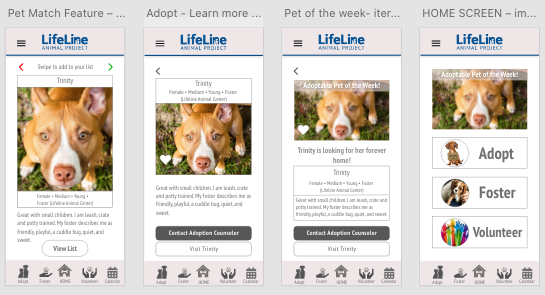 Pet Match Feature – ...
LifeLine
ANIMAL PROJECT
Swipe to add to your list
Trinity
Female • Medium • Young •
Foster (LifeLine Animal Center)
Great with small children. I am leash, crate
and potty trained. My foster describes me
as friendly, playful, a cuddle bug, quiet, and
sweet.
View List
Adopt Foster HOME Volunteer Calendar
Adopt - Learn more ...
LifeLine
ANIMAL PROJECT
Trinity
Female • Medium • Young • Foster
(Lifeline Animal Center)
Great with small children. I am leash, crate
and potty trained. My foster describes me as
friendly, playful, a cuddle bug, quiet, and
sweet.
Contact Adoption Counselor
Visit Trinity
Adopt Foster HOME Volunteer Calendar
Pet of the week- iter...
LifeLine
ANIMAL PROJECT
Adoptable Pet of the Week!
Trinity is looking for her forever
home!
Trinity
Female • Medium • Young • Foster
(Lifeline Animal Center)
Great with small children. I am leash, crate
and potty trained. My foster describes me as
friendly, playful, a cuddle bug, quiet, and sweet.
Contact Adoption Counselor
Visit Trinity
Adopt Foster HOME Volunteer Calendar
HOME SCREEN – im...
LifeLine
ANIMAL PROJECT
Adoptable Pet of the Week!
Adopt
Foster
Volunteer
Adopt Foster HOME Volunteer Calendar